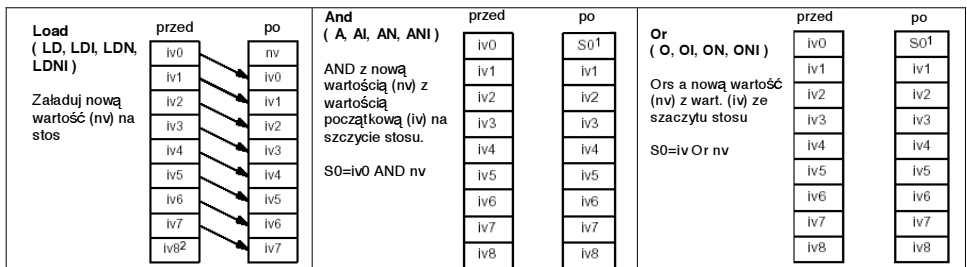 Load
( LD, LDI, LDN,
LDNI )
Załaduj nową
wartość (nv) na
stos
przed po
iv0 nv
iv1 iv0
iv2 iv1
iv3 iv2
iv4 iv3
iv5 iv4
iv6 iv5
iv7 iv6
iv8² iv7
And
( A, AI, AN, ANI )
AND z nową
wartością (nv) z
wartością
początkową (iv) na
szczycie stosu.
S0=iv0 AND nv
przed po
iv0 S0¹
iv1 iv1
iv2 iv2
iv3 iv3
iv4 iv4
iv5 iv5
iv6 iv6
iv7 iv7
iv8 iv8
Or
( O, OI, ON, ONI )
Ors a nową wartość
(nv) z wart. (iv) ze
szaczytu stosu
S0=iv Or nv
przed po
iv0 S0¹
iv1 iv1
iv2 iv2
iv3 iv3
iv4 iv4
iv5 iv5
iv6 iv6
iv7 iv7
iv8 iv8